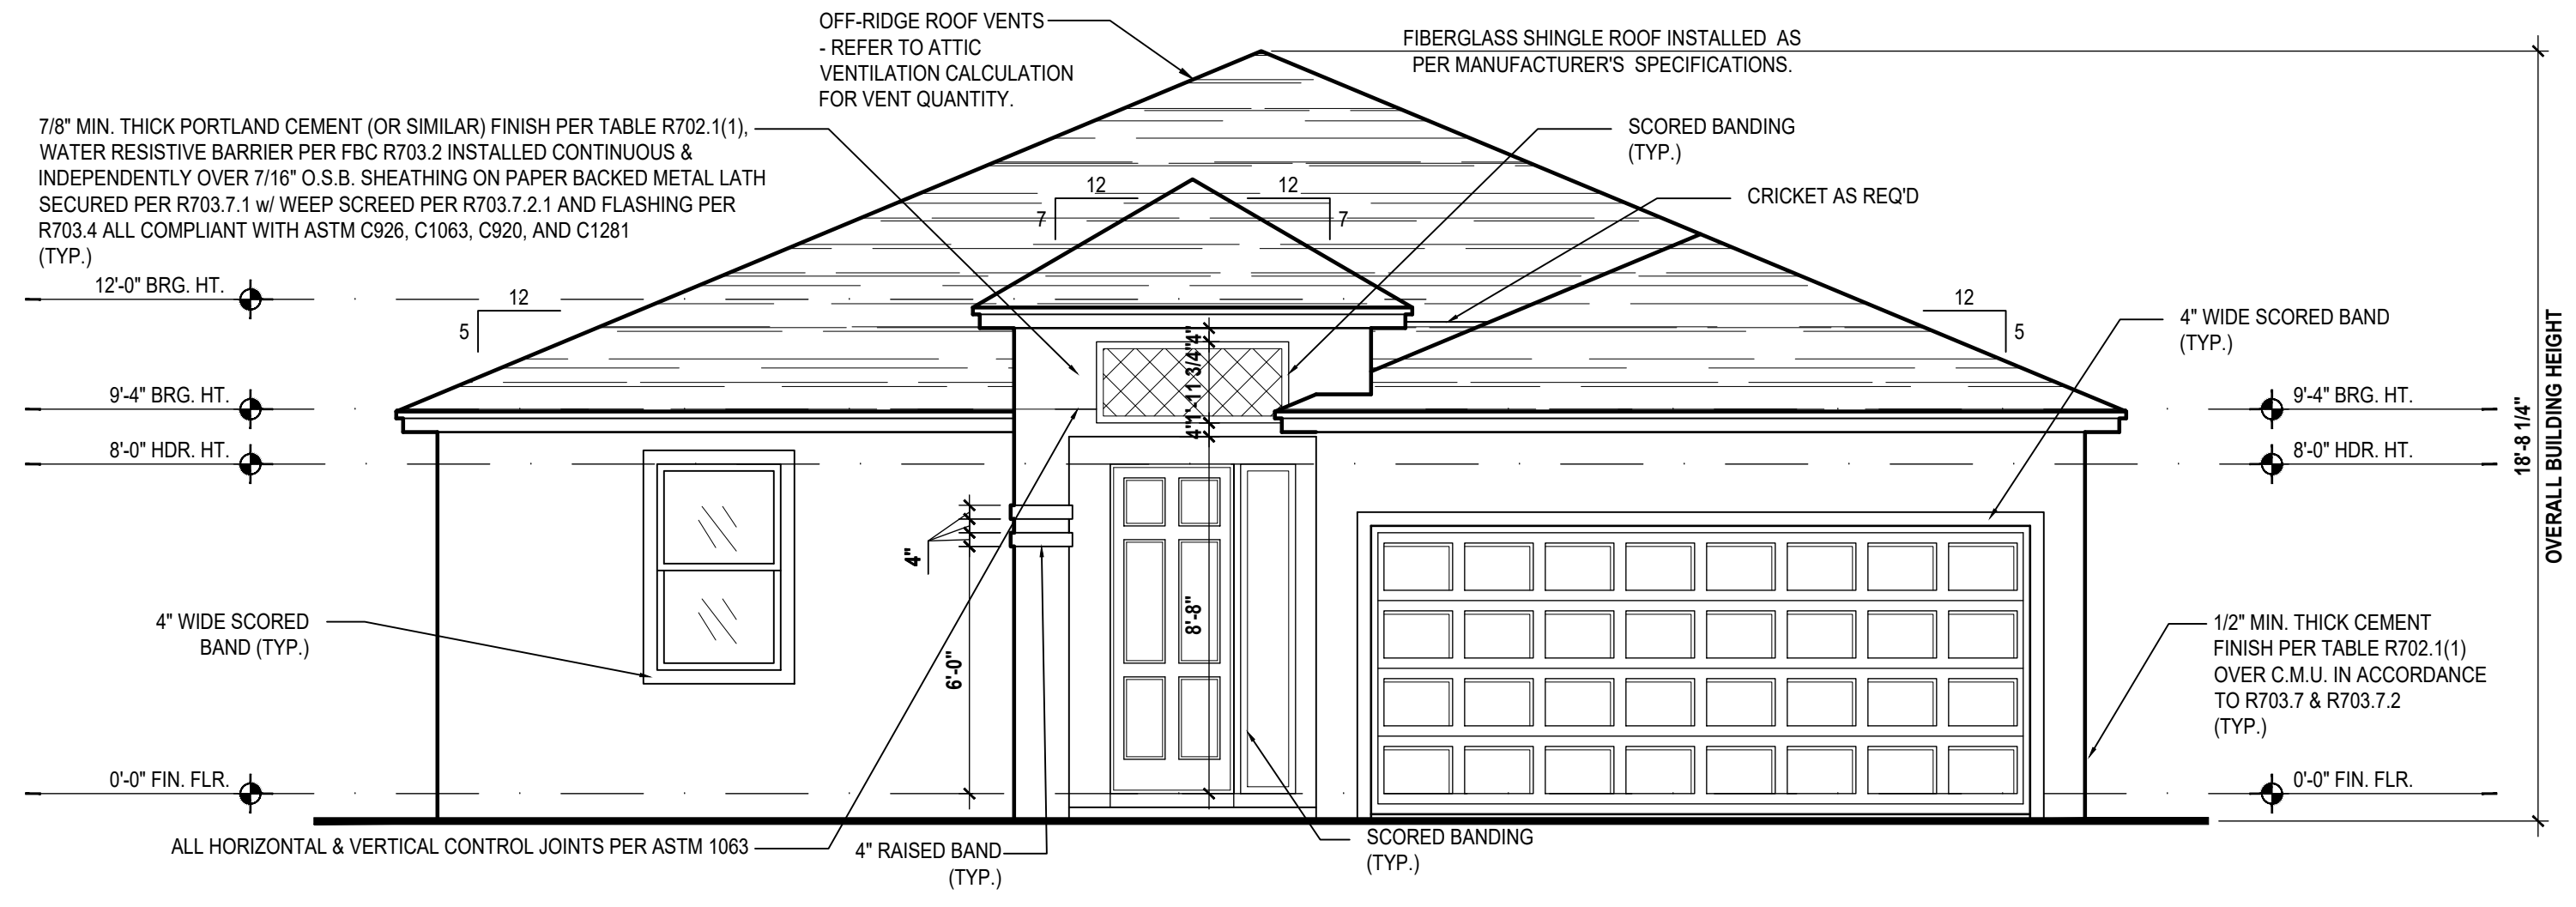 OFF-RIDGE ROOF VENTS
- REFER TO ATTIC
VENTILATION CALCULATION
FOR VENT QUANTITY.
FIBERGLASS SHINGLE ROOF INSTALLED AS
PER MANUFACTURER'S SPECIFICATIONS.
7/8" MIN. THICK PORTLAND CEMENT (OR SIMILAR) FINISH PER TABLE R702.1(1),
WATER RESISTIVE BARRIER PER FBC R703.2 INSTALLED CONTINUOUS &
INDEPENDENTLY OVER 7/16" O.S.B. SHEATHING ON PAPER BACKED METAL LATH
SECURED PER R703.7.1 w/ WEEP SCREED PER R703.7.2.1 AND FLASHING PER
R703.4 ALL COMPLIANT WITH ASTM C926, C1063, C920, AND C1281
(TYP.)
SCORED BANDING
(TYP.)
CRICKET AS REQ'D
12
7
12
7
12'-0" BRG. HT.
12
5
12
5
4" WIDE SCORED BAND
(TYP.)
9'-4" BRG. HT.
9'-4" BRG. HT.
8'-0" HDR. HT.
8'-0" HDR. HT.
4"
1'-11 3/4"
4"
18'-8 1/4"
OVERALL BUILDING HEIGHT
4"
6'-0"
8'-8"
4" WIDE SCORED
BAND (TYP.)
1/2" MIN. THICK CEMENT
FINISH PER TABLE R702.1(1)
OVER C.M.U. IN ACCORDANCE
TO R703.7 & R703.7.2
(TYP.)
0'-0" FIN. FLR.
0'-0" FIN. FLR.
ALL HORIZONTAL & VERTICAL CONTROL JOINTS PER ASTM 1063
4" RAISED BAND
(TYP.)
SCORED BANDING
(TYP.)